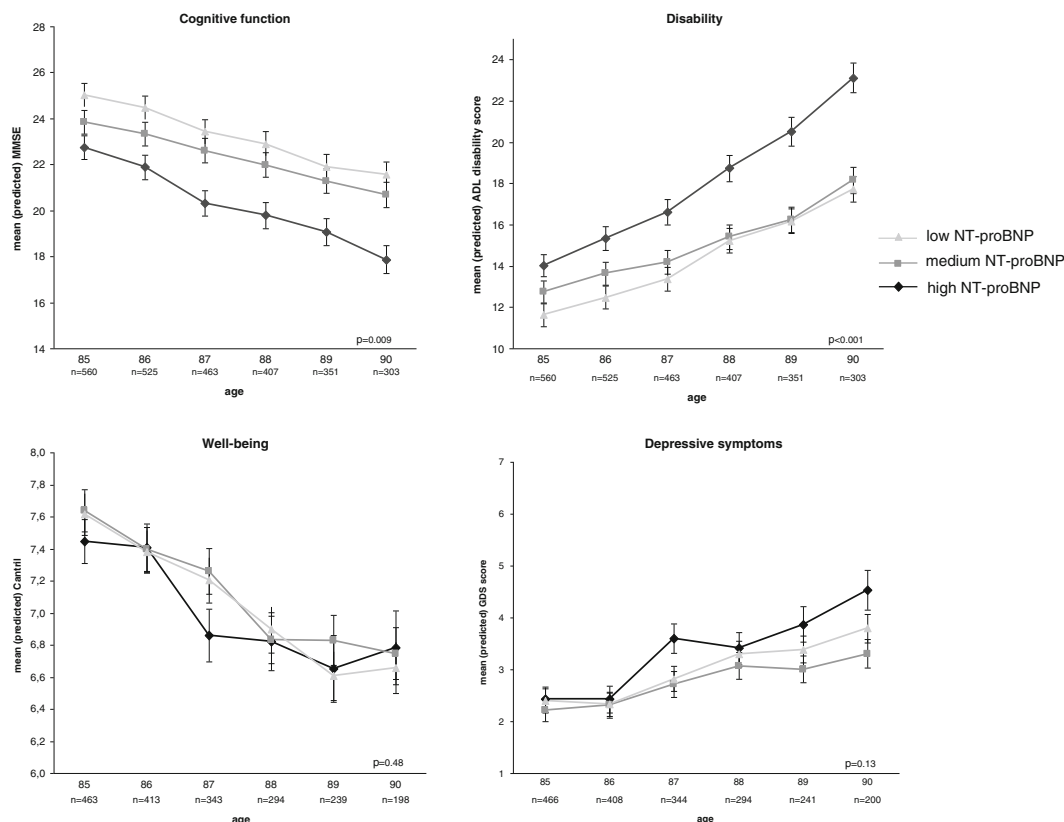 Cognitive function
mean (predicted) MMSE
28
26
24
22
20
18
16
14
p=0.009
85 86 87 88 89 90
n=560 n=525 n=463 n=407 n=351 n=303
age
Disability
mean (predicted) ADL disability score
24
22
20
18
16
14
12
10
p<0.001
85 86 87 88 89 90
n=560 n=525 n=463 n=407 n=351 n=303
age
low NT-proBNP
medium NT-proBNP
high NT-proBNP
Well-being
mean (predicted) Cantril
8,0
7,8
7,6
7,4
7,2
7,0
6,8
6,6
6,4
6,2
6,0
p=0.48
85 86 87 88 89 90
n=463 n=413 n=343 n=294 n=239 n=198
age
Depressive symptoms
mean (predicted) GDS score
7
6
5
4
3
2
1
p=0.13
85 86 87 88 89 90
n=466 n=408 n=344 n=294 n=241 n=200
age